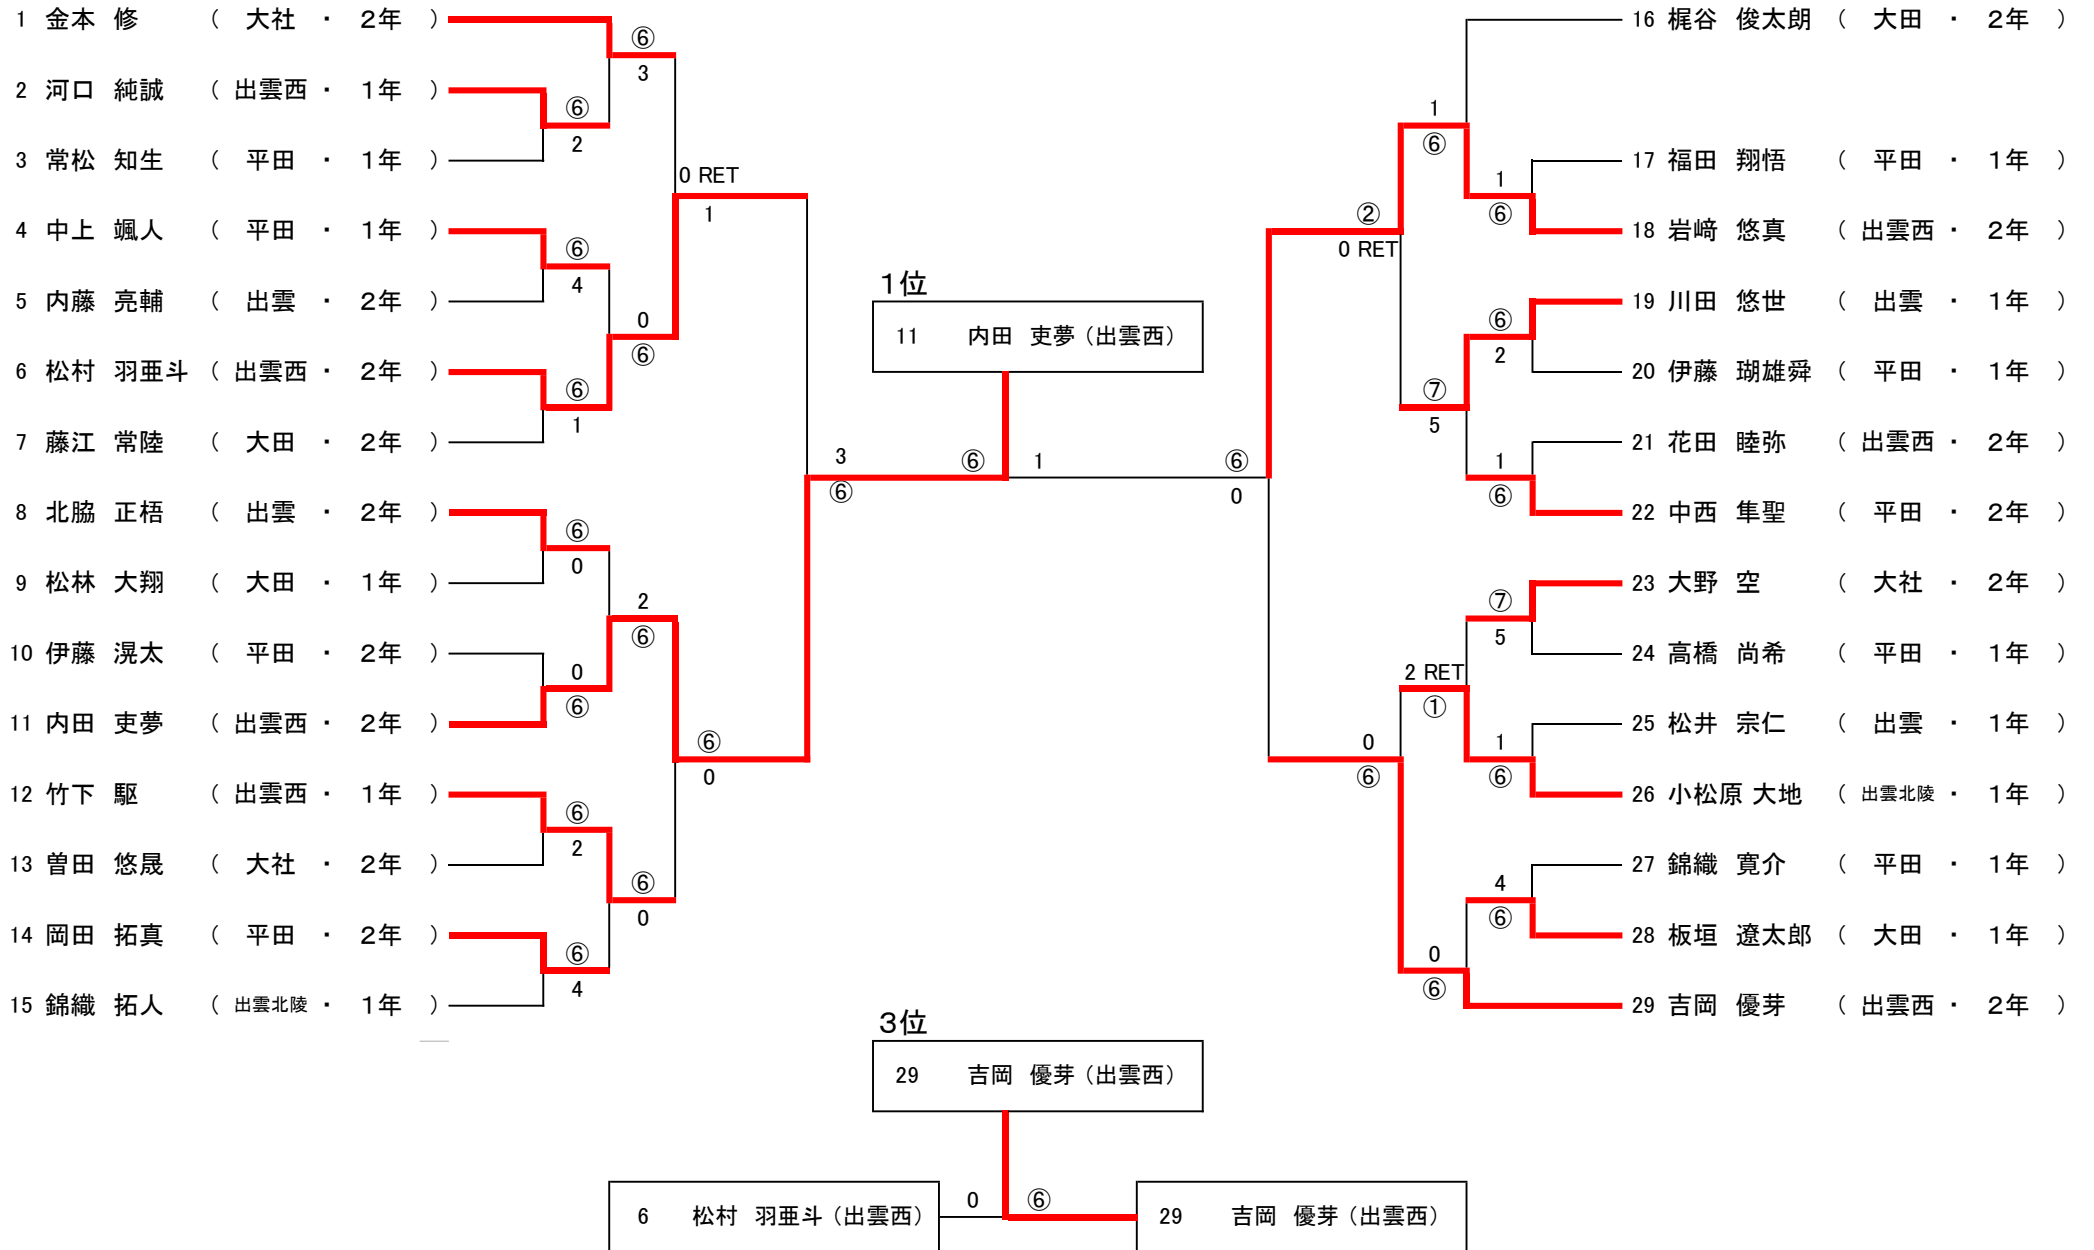 1 金本 修 （ 大社 ・ 2年 ）
⑥
3
2 河口 純誠 （ 出雲西 ・ 1年 ）
⑥
2
3 常松 知生 （ 平田 ・ 1年 ）
0 RET
1
4 中上 颯人 （ 平田 ・ 1年 ）
⑥
4
5 内藤 亮輔 （ 出雲 ・ 2年 ）
0
⑥
6 松村 羽亜斗 （ 出雲西 ・ 2年 ）
⑥
1
7 藤江 常陸 （ 大田 ・ 2年 ）
3
⑥
8 北脇 正梧 （ 出雲 ・ 2年 ）
⑥
0
9 松林 大翔 （ 大田 ・ 1年 ）
2
⑥
10 伊藤 滉太 （ 平田 ・ 2年 ）
0
⑥
11 内田 吏夢 （ 出雲西 ・ 2年 ）
⑥
0
12 竹下 駆 （ 出雲西 ・ 1年 ）
⑥
2
13 曽田 悠晟 （ 大社 ・ 2年 ）
⑥
0
14 岡田 拓真 （ 平田 ・ 2年 ）
⑥
4
15 錦織 拓人 （ 出雲北陵 ・ 1年 ）
1位
11 内田 吏夢（出雲西）
⑥ 1
16 梶谷 俊太朗 （ 大田 ・ 2年 ）
1
⑥
17 福田 翔悟 （ 平田 ・ 1年 ）
1
⑥
18 岩﨑 悠真 （ 出雲西 ・ 2年 ）
②
0 RET
19 川田 悠世 （ 出雲 ・ 1年 ）
⑥
2
20 伊藤 瑚雄舜 （ 平田 ・ 1年 ）
⑦
5
21 花田 睦弥 （ 出雲西 ・ 2年 ）
1
⑥
22 中西 隼聖 （ 平田 ・ 2年 ）
⑥
0
23 大野 空 （ 大社 ・ 2年 ）
⑦
5
24 高橋 尚希 （ 平田 ・ 1年 ）
2 RET
①
25 松井 宗仁 （ 出雲 ・ 1年 ）
1
⑥
26 小松原 大地 （ 出雲北陵 ・ 1年 ）
0
⑥
27 錦織 寛介 （ 平田 ・ 1年 ）
4
⑥
28 板垣 遼太郎 （ 大田 ・ 1年 ）
0
⑥
29 吉岡 優芽 （ 出雲西 ・ 2年 ）
3位
29 吉岡 優芽（出雲西）
6 松村 羽亜斗（出雲西）
0 ⑥
29 吉岡 優芽（出雲西）